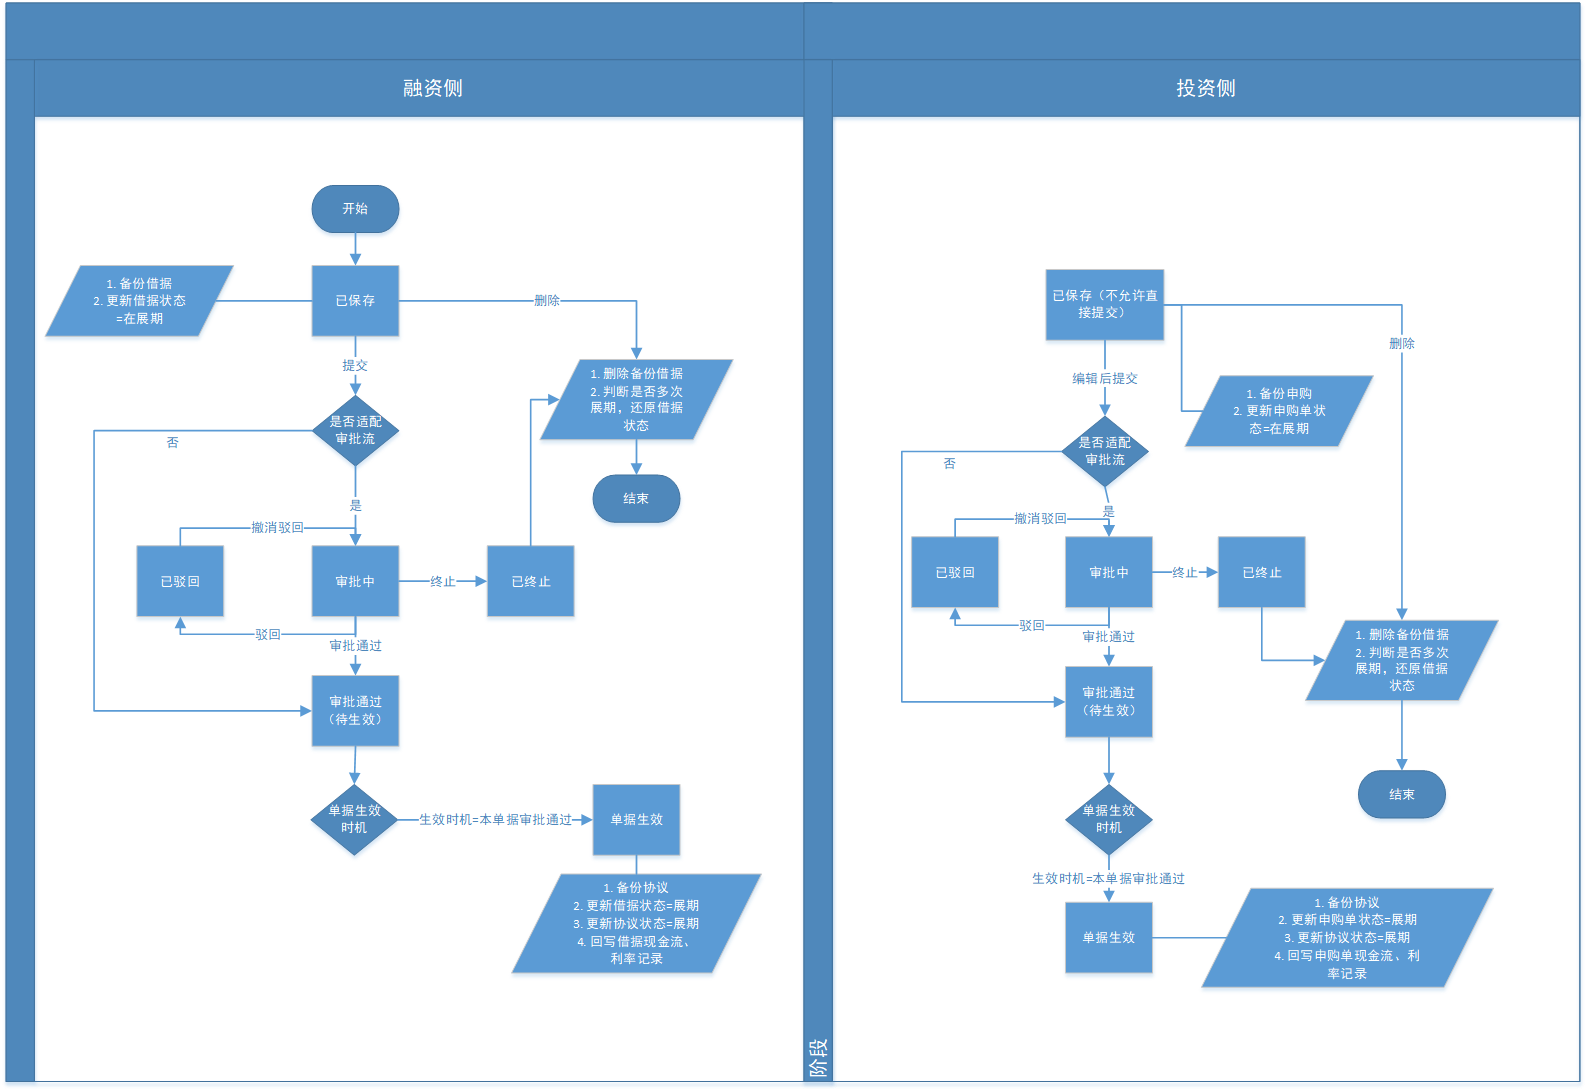 融资侧
开始
1. 备份借据
2. 更新借据状态
=在展期
已保存
删除
提交
1. 删除备份借据
2. 判断是否多次
展期，还原借据
状态
是否适配
审批流
否
结束
是
撤消驳回
已驳回
审批中
终止
已终止
驳回
审批通过
审批通过
（待生效）
单据生效
时机
生效时机=本单据审批通过
单据生效
1. 备份协议
2. 更新借据状态=展期
3. 更新协议状态=展期
4. 回写借据现金流、
利率记录
阶段
投资侧
已保存（不允许直
接提交）
删除
编辑后提交
1. 备份申购
2. 更新申购单状
态=在展期
是否适配
审批流
否
是
撤消驳回
已驳回
审批中
终止
已终止
驳回
审批通过
1. 删除备份借据
2. 判断是否多次
展期，还原借据
状态
审批通过
（待生效）
结束
单据生效
时机
生效时机=本单据审批通过
单据生效
1. 备份协议
2. 更新申购单状态=展期
3. 更新协议状态=展期
4. 回写申购单现金流、利
率记录